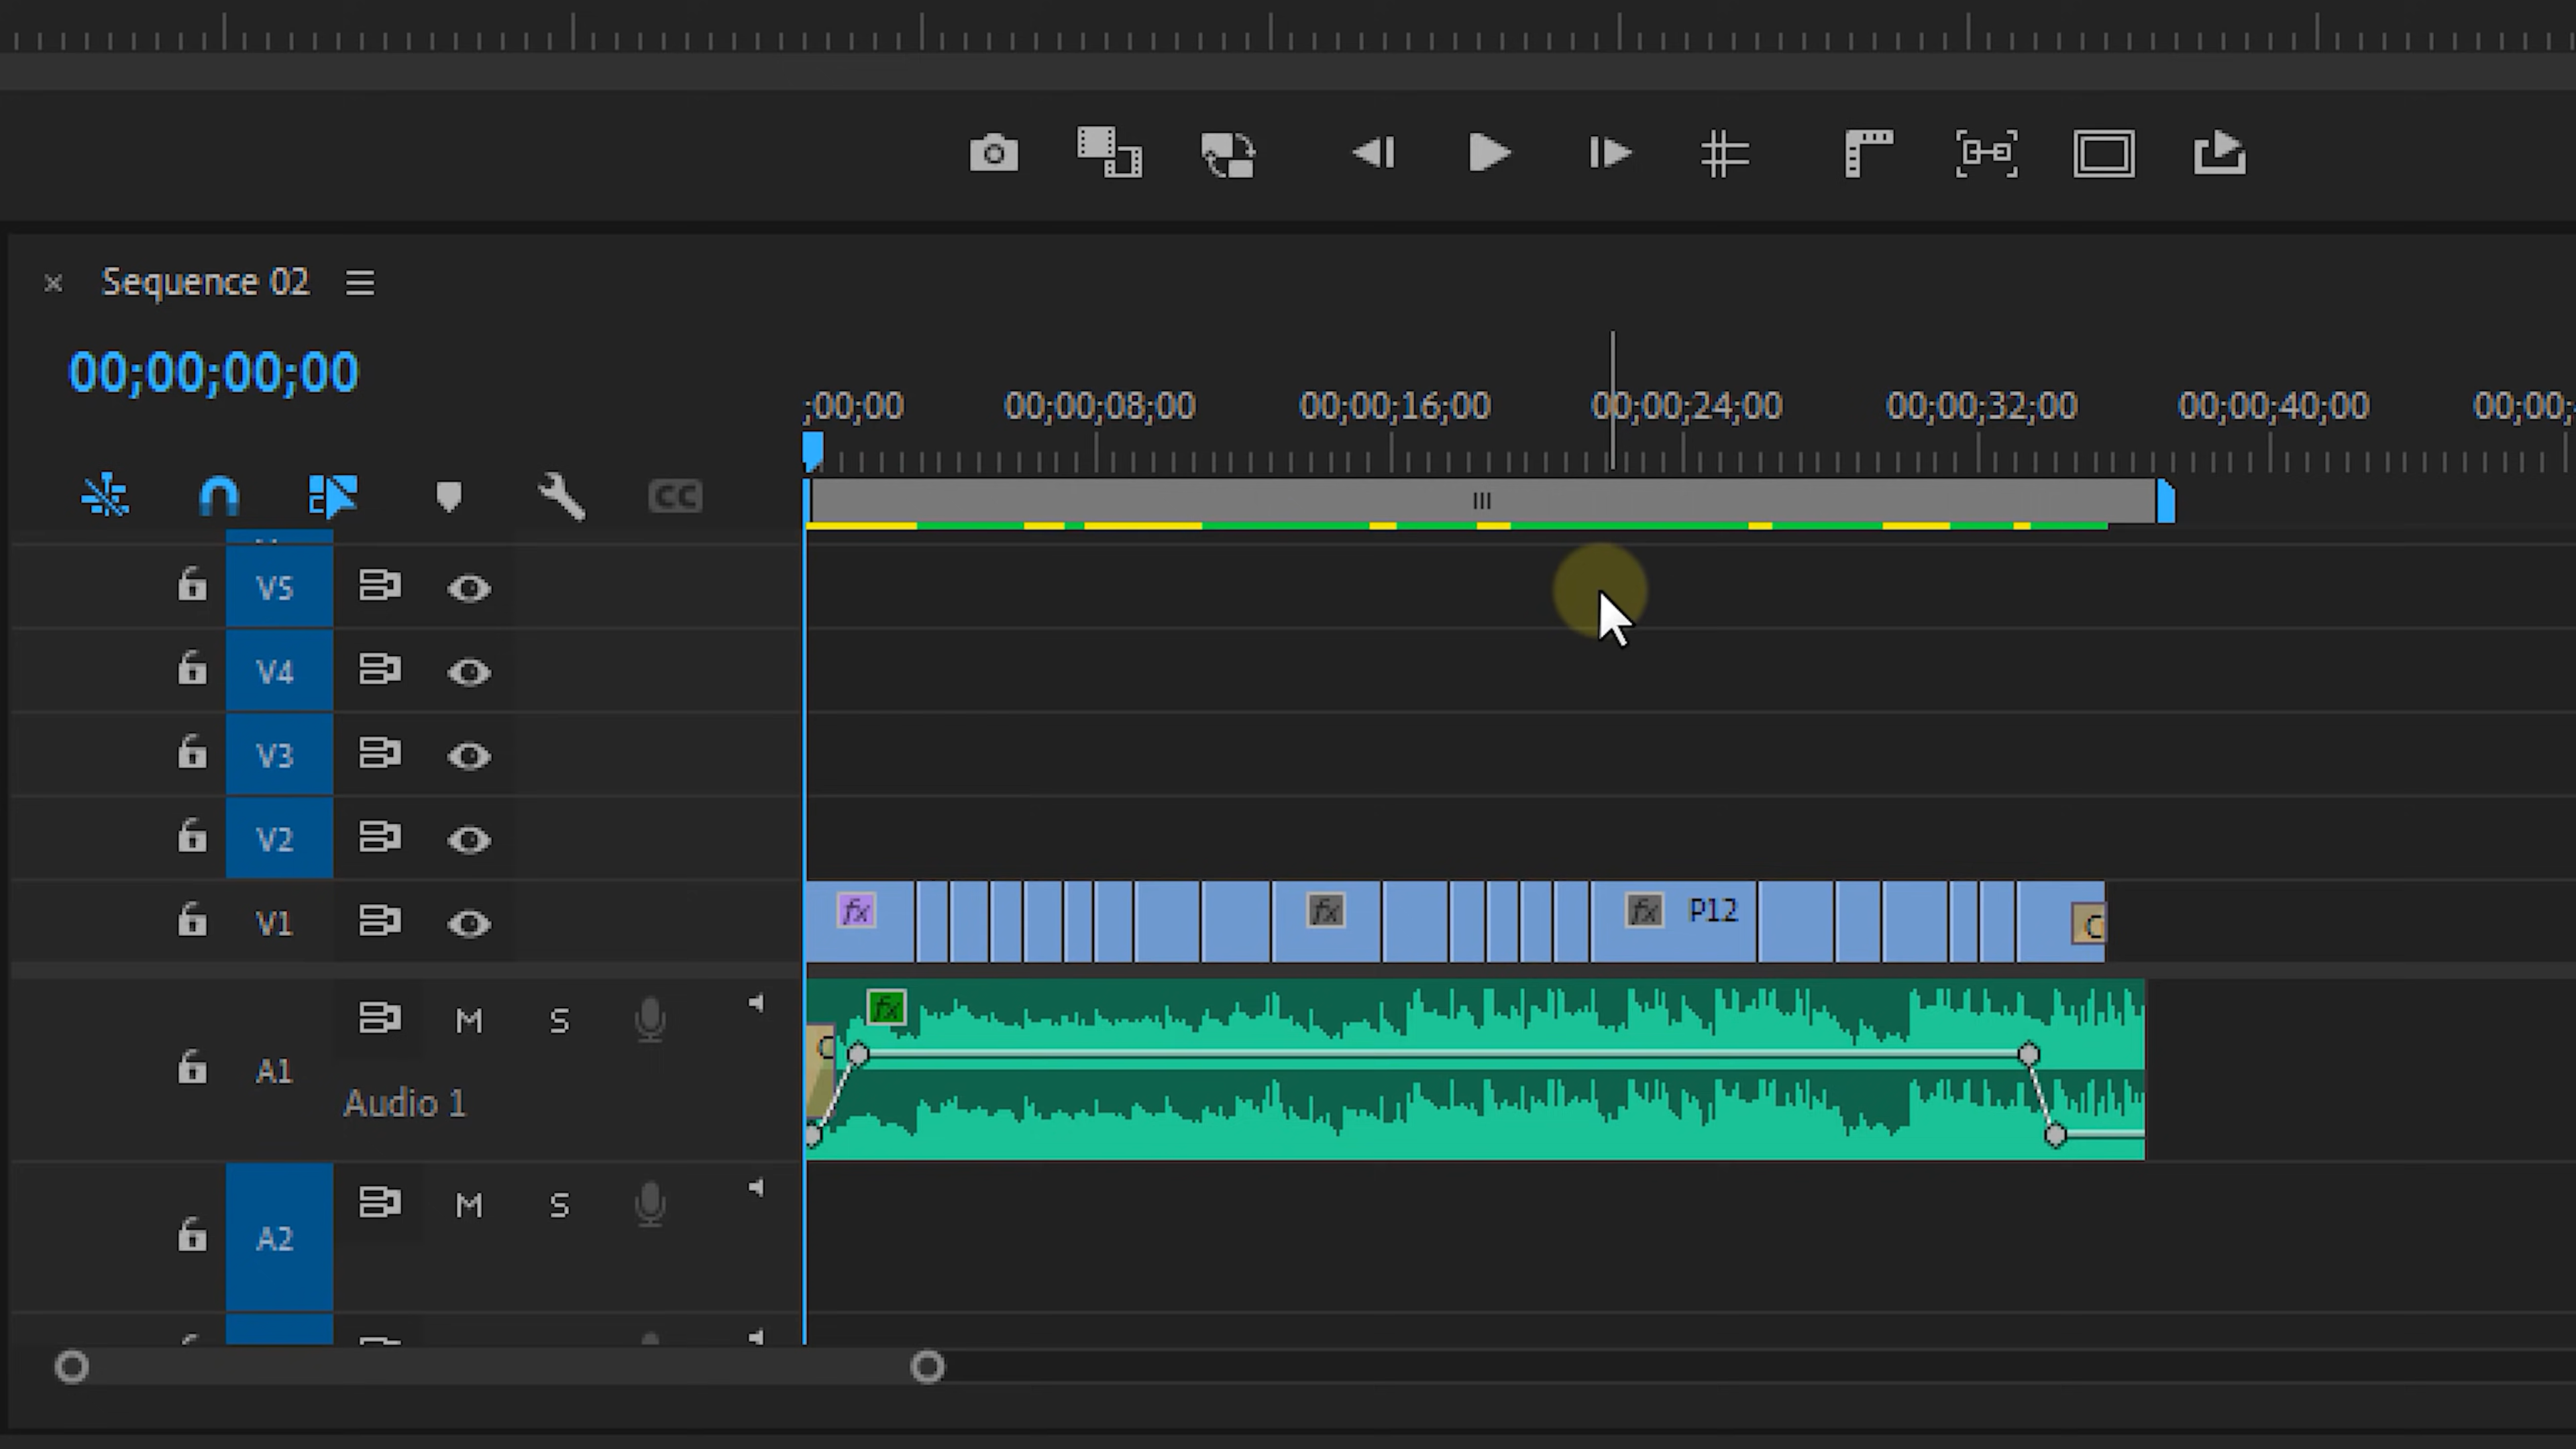 Sequence 02
00;00;00;00
;00;00 00;00;08;00 00;00;16;00 00;00;24;00 00;00;32;00 00;00;40;00 00;00;
CC
V5
V4
V3
V2
V1 fx fx fx P12 C
A1 M S fx
C
Audio 1
A2 M S